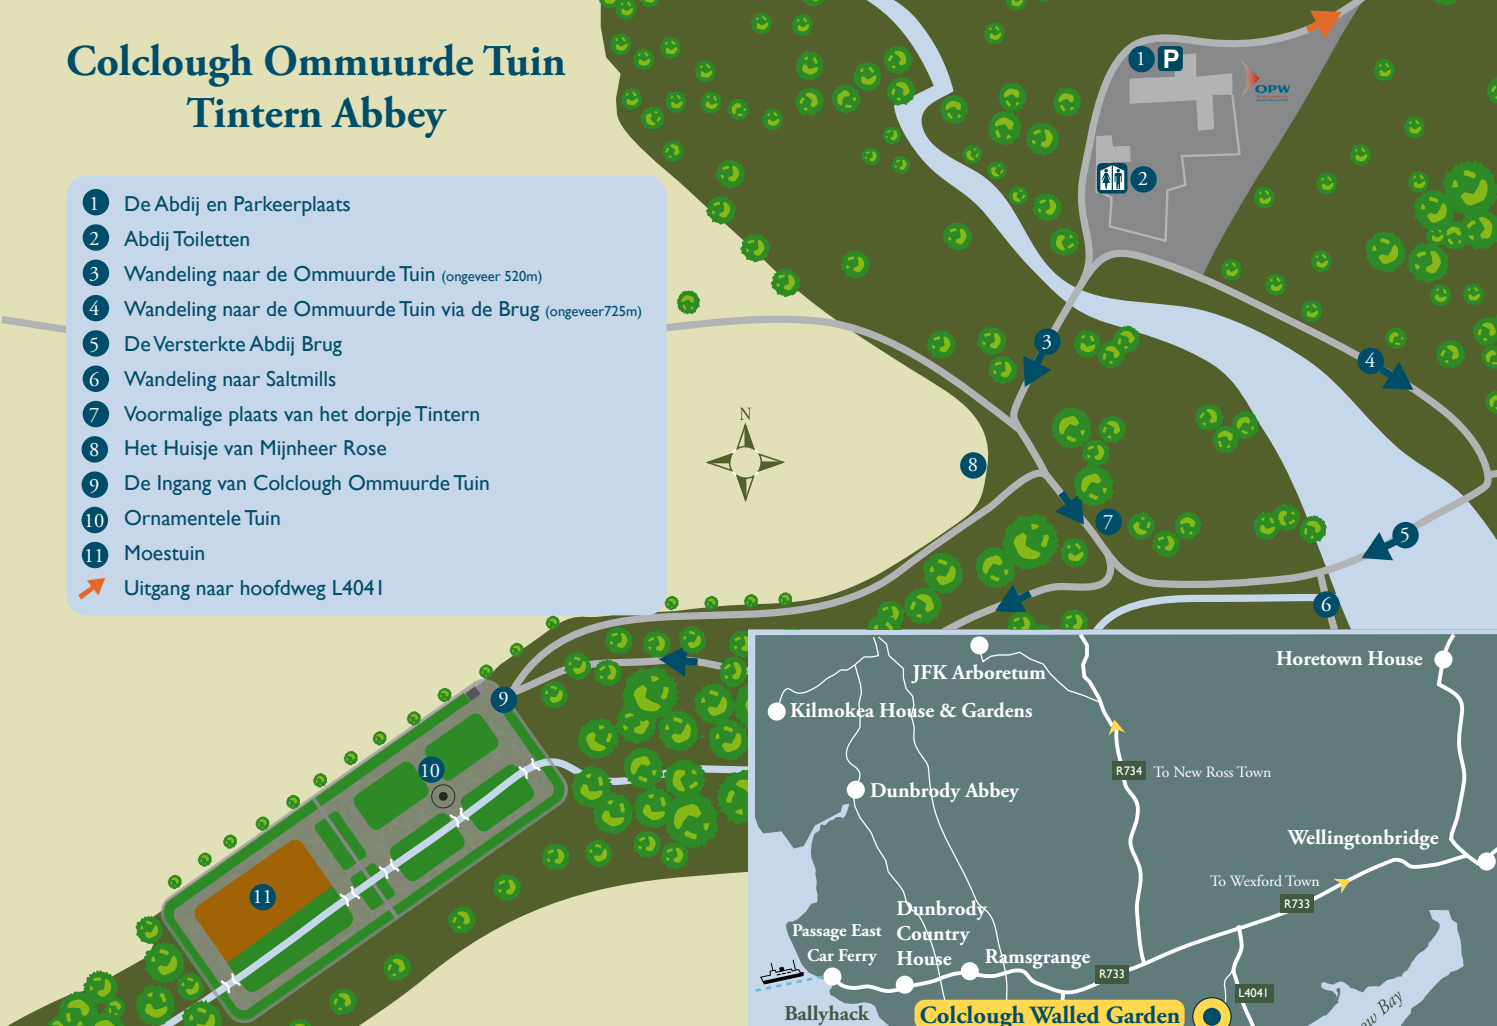 Colclough Ommuurde Tuin
Tintern Abbey
1 De Abdij en Parkeerplaats
2 Abdij Toiletten
3 Wandeling naar de Ommuurde Tuin (ongeveer 520m)
4 Wandeling naar de Ommuurde Tuin via de Brug (ongeveer725m)
5 De Versterkte Abdij Brug
6 Wandeling naar Saltmills
7 Voormalige plaats van het dorpje Tintern
8 Het Huisje van Mijnheer Rose
9 De Ingang van Colclough Ommuurde Tuin
10 Ornamentele Tuin
11 Moestuin
Uitgang naar hoofdweg L4041
1 P
OPW
2
3
4
N
8
7
5
6
9
10
11
JFK Arboretum
Horetown House
Kilmokea House & Gardens
R734 To New Ross Town
Dunbrody Abbey
Wellingtonbridge
To Wexford Town
R733
Dunbrody
Country
House
Passage East
Car Ferry
Ramsgrange
R733
L4041
Ballyhack
Colclough Walled Garden
Bay